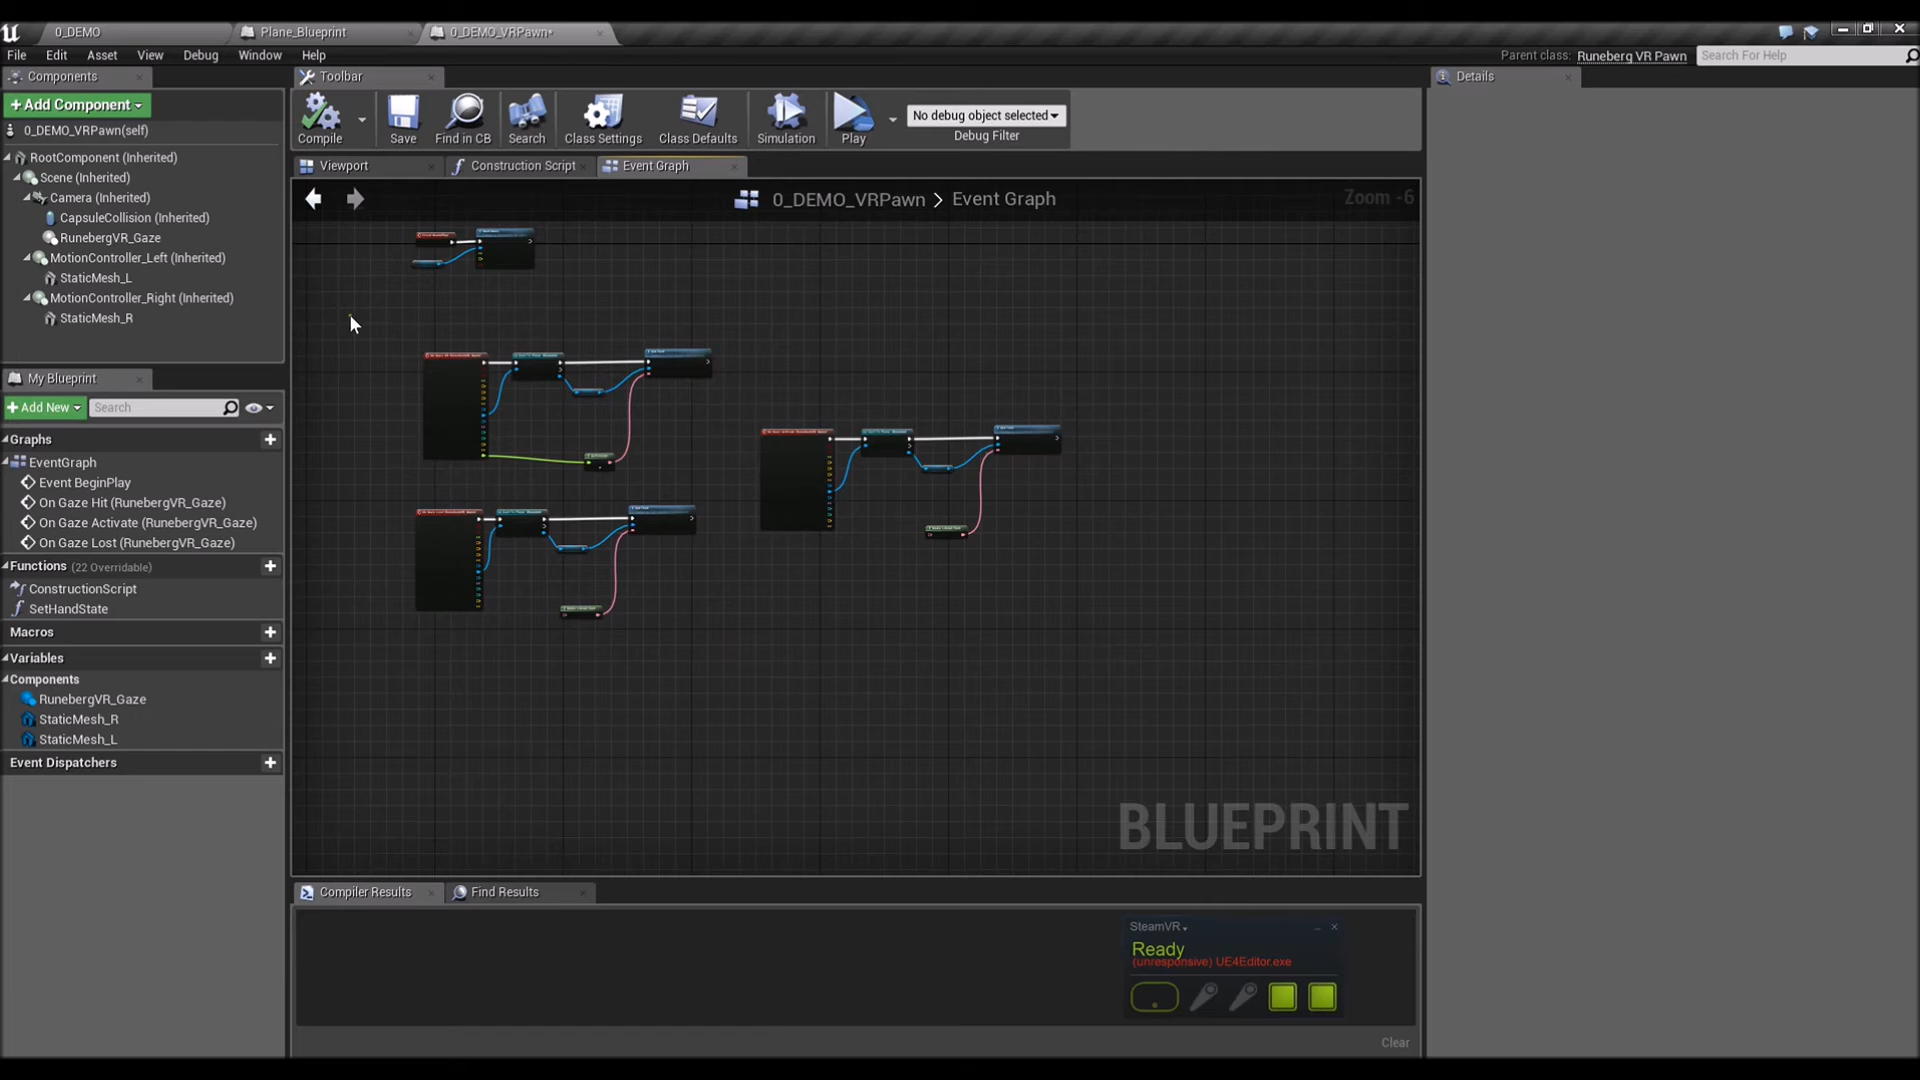 0_DEMO
Plane_Blueprint
0_DEMO_VRPawn*
File Edit Asset View Debug Window Help
Parent class: Runeberg VR Pawn
Search For Help
Components
Toolbar
Details
+Add Component
0_DEMO_VRPawn(self)
RootComponent (Inherited)
Scene (Inherited)
Camera (Inherited)
CapsuleCollision (Inherited)
RunebergVR_Gaze
MotionController_Left (Inherited)
StaticMesh_L
MotionController_Right (Inherited)
StaticMesh_R
Compile
Save
Find in CB
Search
Class Settings
Class Defaults
Simulation
Play
No debug object selected
Debug Filter
Viewport
Construction Script
Event Graph
0_DEMO_VRPawn > Event Graph
Zoom -6
My Blueprint
+Add New
Search
Graphs
EventGraph
Event BeginPlay
On Gaze Hit (RunebergVR_Gaze)
On Gaze Activate (RunebergVR_Gaze)
On Gaze Lost (RunebergVR_Gaze)
Functions (22 Overridable)
ConstructionScript
SetHandState
Macros
Variables
Components
RunebergVR_Gaze
StaticMesh_R
StaticMesh_L
Event Dispatchers
BLUEPRINT
Compiler Results
Find Results
SteamVR
Ready
(unresponsive) UE4Editor.exe
Clear